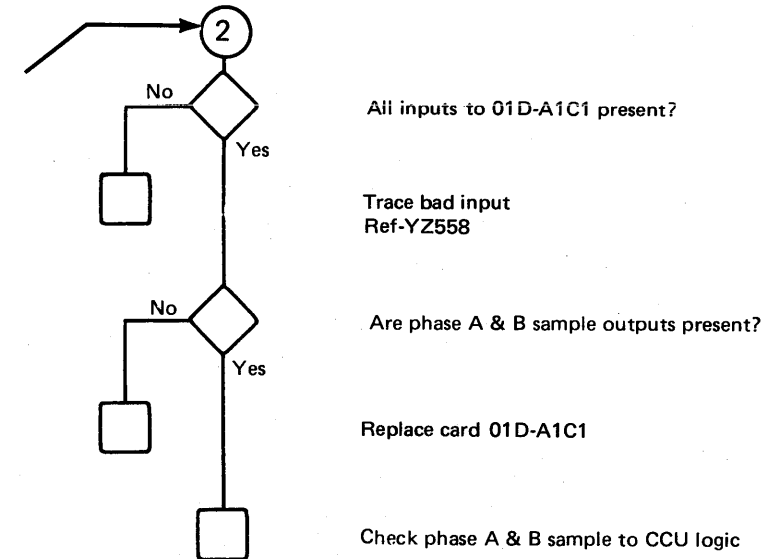 2
No
All inputs to 01D-A1C1 present?
Yes
Trace bad input
Ref-YZ558
No
Are phase A & B sample outputs present?
Yes
Replace card 01D-A1C1
Check phase A & B sample to CCU logic